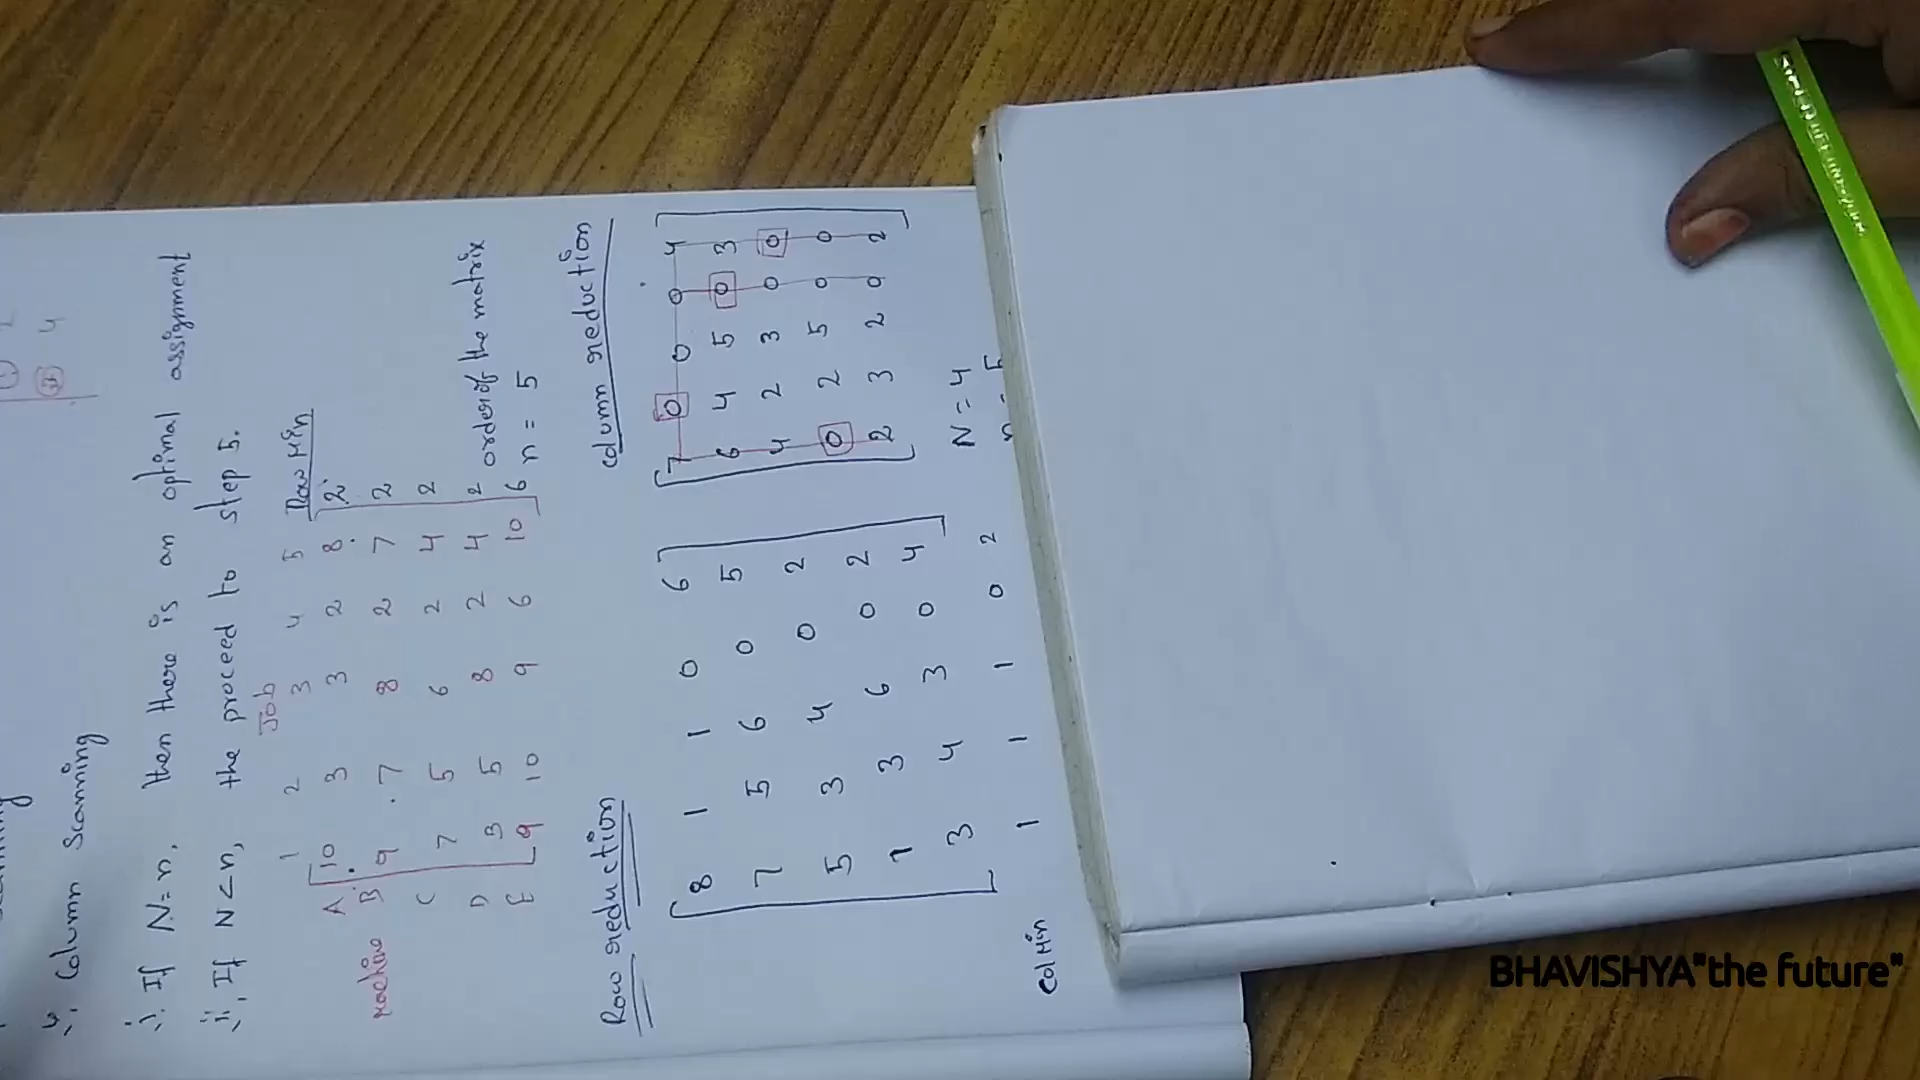 2
4
ii, Column Scanning
i). If N=n, then there is an optimal assignment
ii, If N<n, the proceed to step 5.
Job
1 2 3 4 5 Row Min
A 10 3 3 2 8 2
machine B 9 7 8 2 7 2
C 7 5 6 2 4 2
D 3 5 8 2 4 2 order of the matrix
E 9 10 9 6 10 6 n = 5
Row reduction
8 1 1 0 6
7 5 6 0 5
5 3 4 0 2
1 3 6 0 2
3 4 3 0 4
Col Min 1 1 1 0 2
column reduction
7 0 0 0 4
6 4 5 0 3
4 2 3 0 0
0 2 5 0 0
2 3 2 0 2
N = 4
BHAVISHYA"the future"